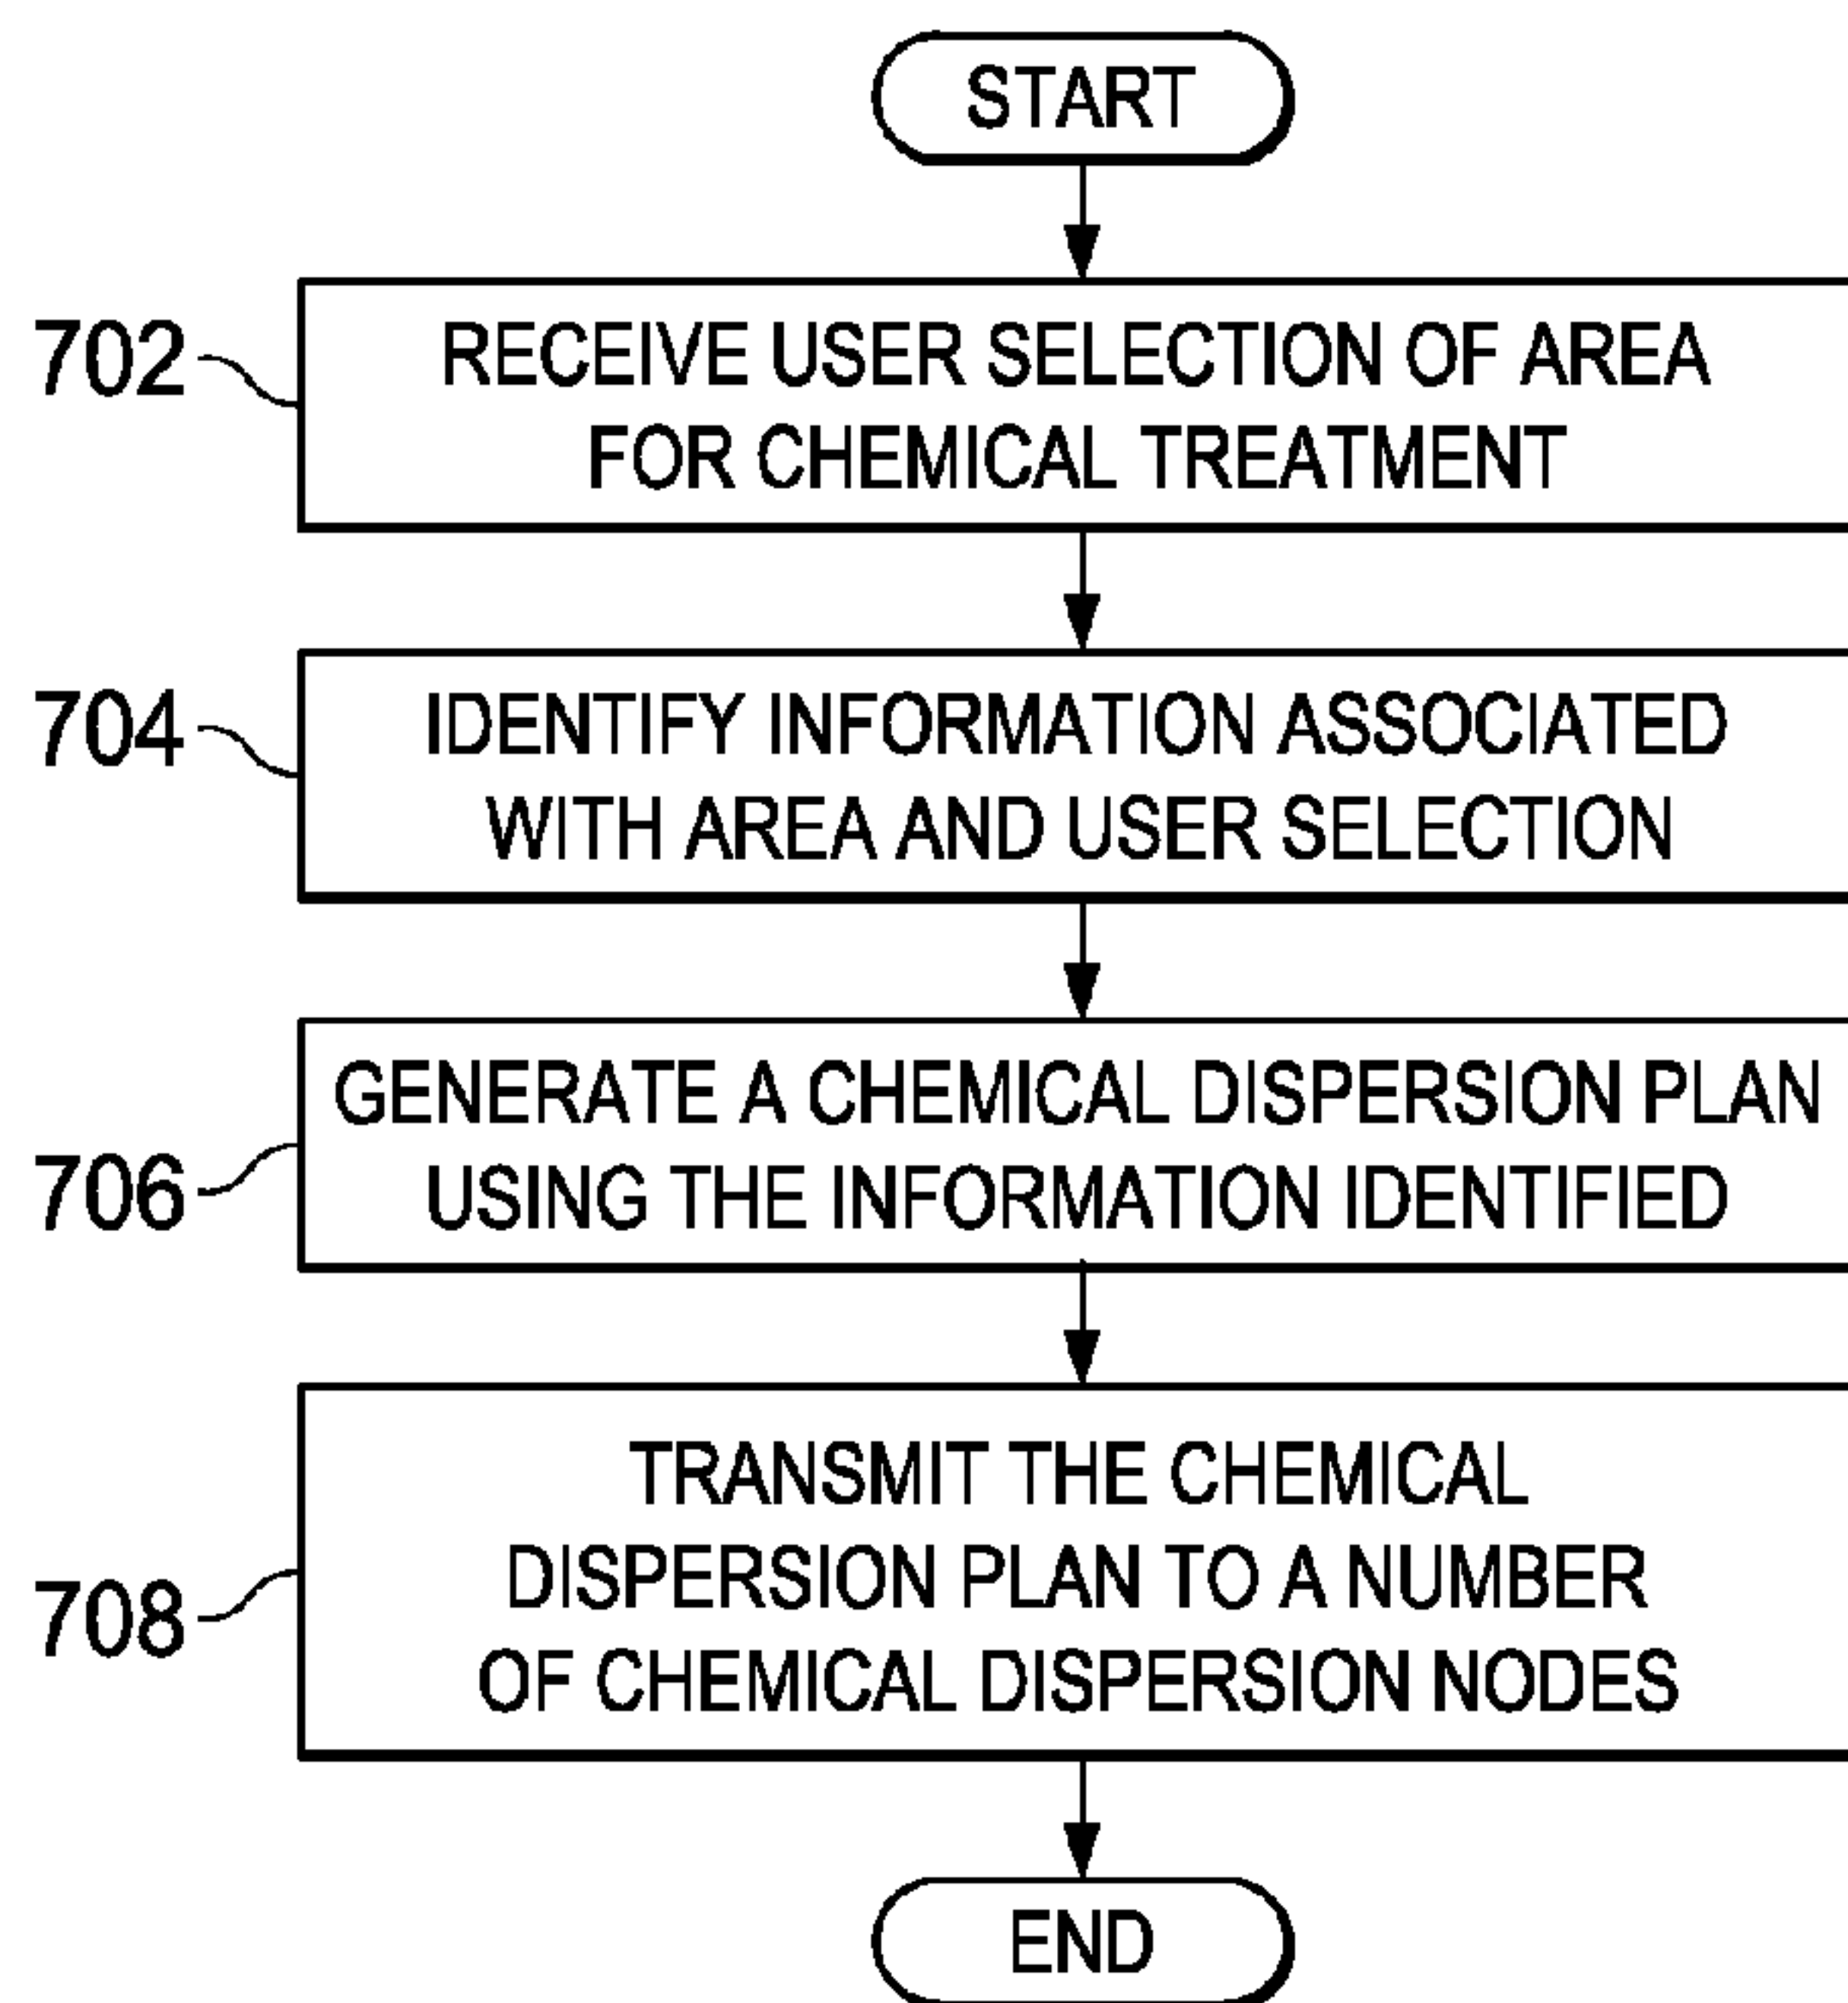 START
702
RECEIVE USER SELECTION OF AREA
FOR CHEMICAL TREATMENT
704
IDENTIFY INFORMATION ASSOCIATED
WITH AREA AND USER SELECTION
706
GENERATE A CHEMICAL DISPERSION PLAN
USING THE INFORMATION IDENTIFIED
708
TRANSMIT THE CHEMICAL
DISPERSION PLAN TO A NUMBER
OF CHEMICAL DISPERSION NODES
END